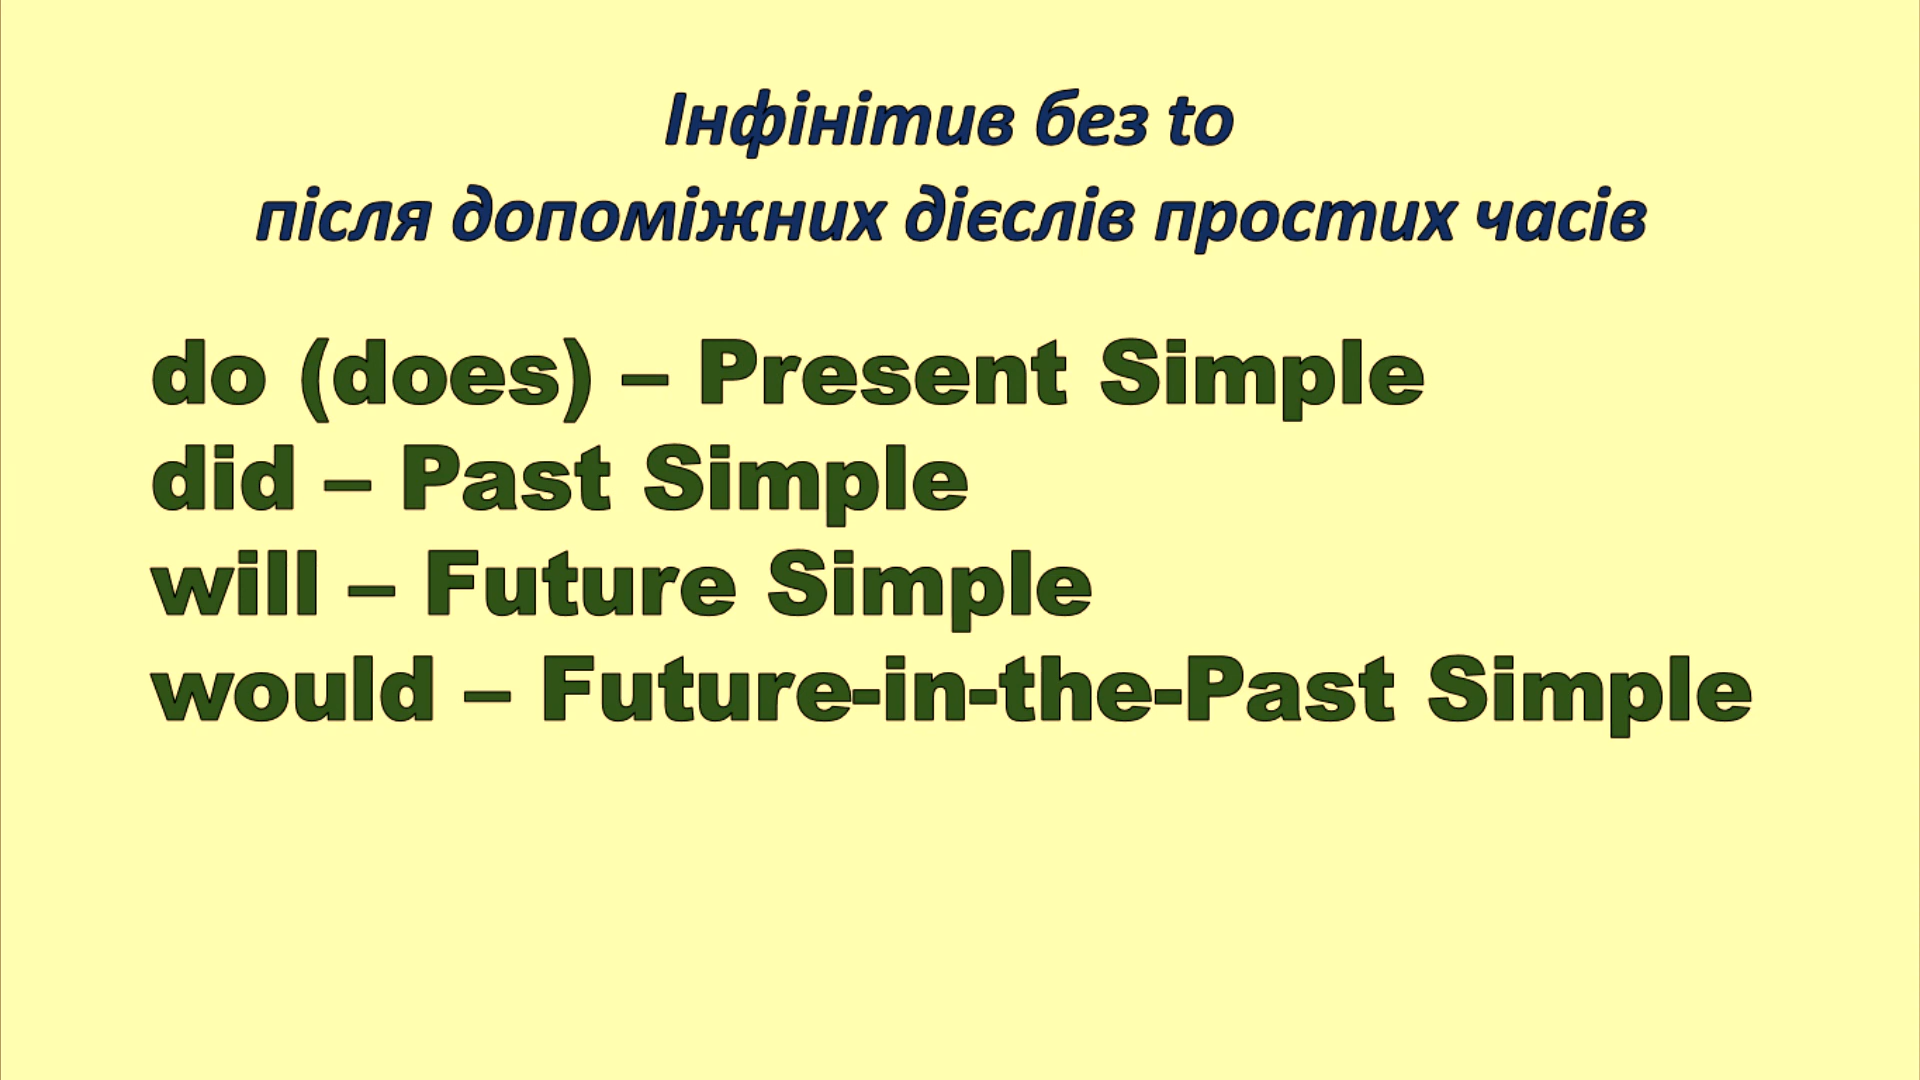 Інфінітив без to
після допоміжних дієслів простих часів
do (does) – Present Simple
did – Past Simple
will – Future Simple
would – Future-in-the-Past Simple